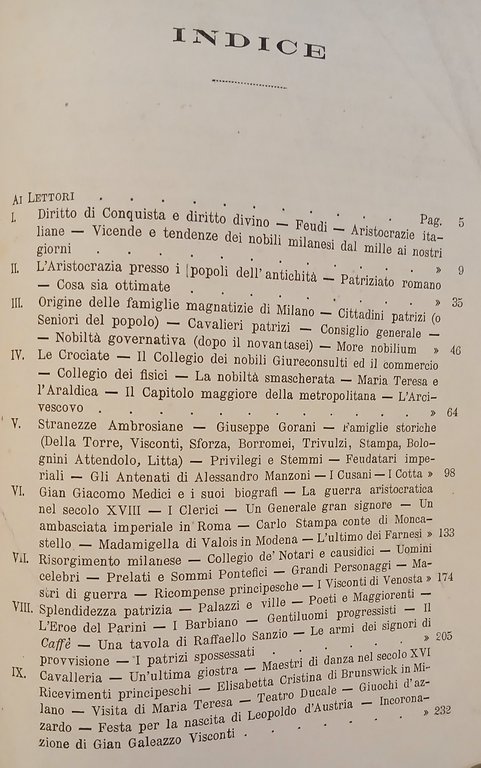 INDICE
AI LETTORI . . . . . . . . . . . . Pag. 5
I. Diritto di Conquista e diritto divino — Feudi — Aristocrazie ita-
liane — Vicende e tendenze dei nobili milanesi dal mille ai nostri
giorni . . . . . . . . . . . . . » 9
II. L'Aristocrazia presso i popoli dell'antichità — Patriziato romano
— Cosa sia ottimate . . . . . . . . . . » 35
III. Origine delle famiglie magnatizie di Milano — Cittadini patrizi (o
Seniori del popolo) — Cavalieri patrizi — Consiglio generale —
— Nobiltà governativa (dopo il novantasei) — More nobilium » 46
IV. Le Crociate — Il Collegio dei nobili Giureconsulti ed il commercio
— Collegio dei fisici — La nobiltà smascherata — Maria Teresa e
l'Araldica — Il Capitolo maggiore della metropolitana — L'Arci-
vescovo . . . . . . . . . . . . . » 64
V. Stranezze Ambrosiane — Giuseppe Gorani — Famiglie storiche
(Della Torre, Visconti, Sforza, Borromei, Trivulzi, Stampa, Bolo-
gnini Attendolo, Litta) — Privilegi e Stemmi — Feudatari impe-
riali — Gli Antenati di Alessandro Manzoni — I Cusani — I Cotta » 98
VI. Gian Giacomo Medici e i suoi biografi — La guerra aristocratica
nel secolo XVIII — I Clerici — Un Generale gran signore — Un
ambasciata imperiale in Roma — Carlo Stampa conte di Monca-
stello — Madamigella di Valois in Modena — L'ultimo dei Farnesi » 133
VII. Risorgimento milanese — Collegio de' Notari e causidici — Uomini
celebri — Prelati e Sommi Pontefici — Grandi Personaggi — Ma-
stri di guerra — Ricompense principesche — I Visconti di Venosta » 174
VIII. Splendidezza patrizia — Palazzi e ville — Poeti e Maggiorenti —
L'Eroe del Parini — I Barbiano — Gentiluomi progressisti — Il
Caffè — Una tavola di Raffaello Sanzio — Le armi dei signori di
provvisione — I patrizi spossessati . . . . . . » 205
IX. Cavalleria — Un'ultima giostra — Maestri di danza nel secolo XVI
Ricevimenti principeschi — Elisabetta Cristina di Brunswick in Mi-
lano — Visita di Maria Teresa — Teatro Ducale — Giuochi d'az-
zardo — Festa per la nascita di Leopoldo d'Austria — Incorona-
zione di Gian Galeazzo Visconti . . . . . . . » 232